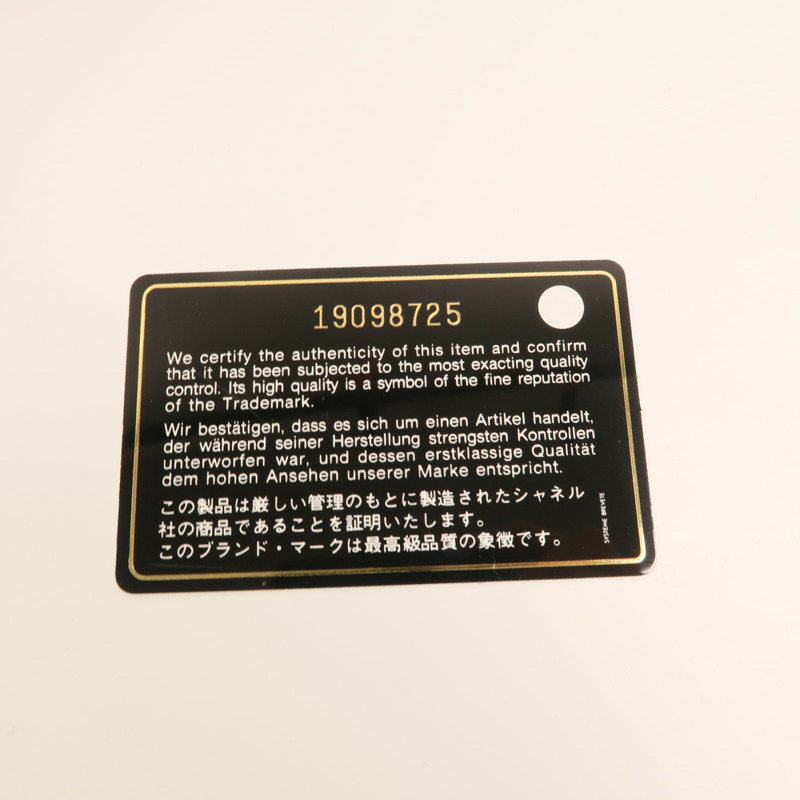 19098725
We certify the authenticity of this item and confirm
that it has been subjected to the most exacting quality
control. Its high quality is a symbol of the fine reputation
of the Trademark.
Wir bestätigen, dass es sich um einen Artikel handelt,
der während seiner Herstellung strengsten Kontrollen
unterworfen war, und dessen erstklassige Qualität
dem hohen Ansehen unserer Marke entspricht.
この製品は厳しい管理のもとに製造されたシャネル
社の商品であることを証明いたします。
このブランド・マークは最高級品質の象徴です。
SYSTEME BREVETE